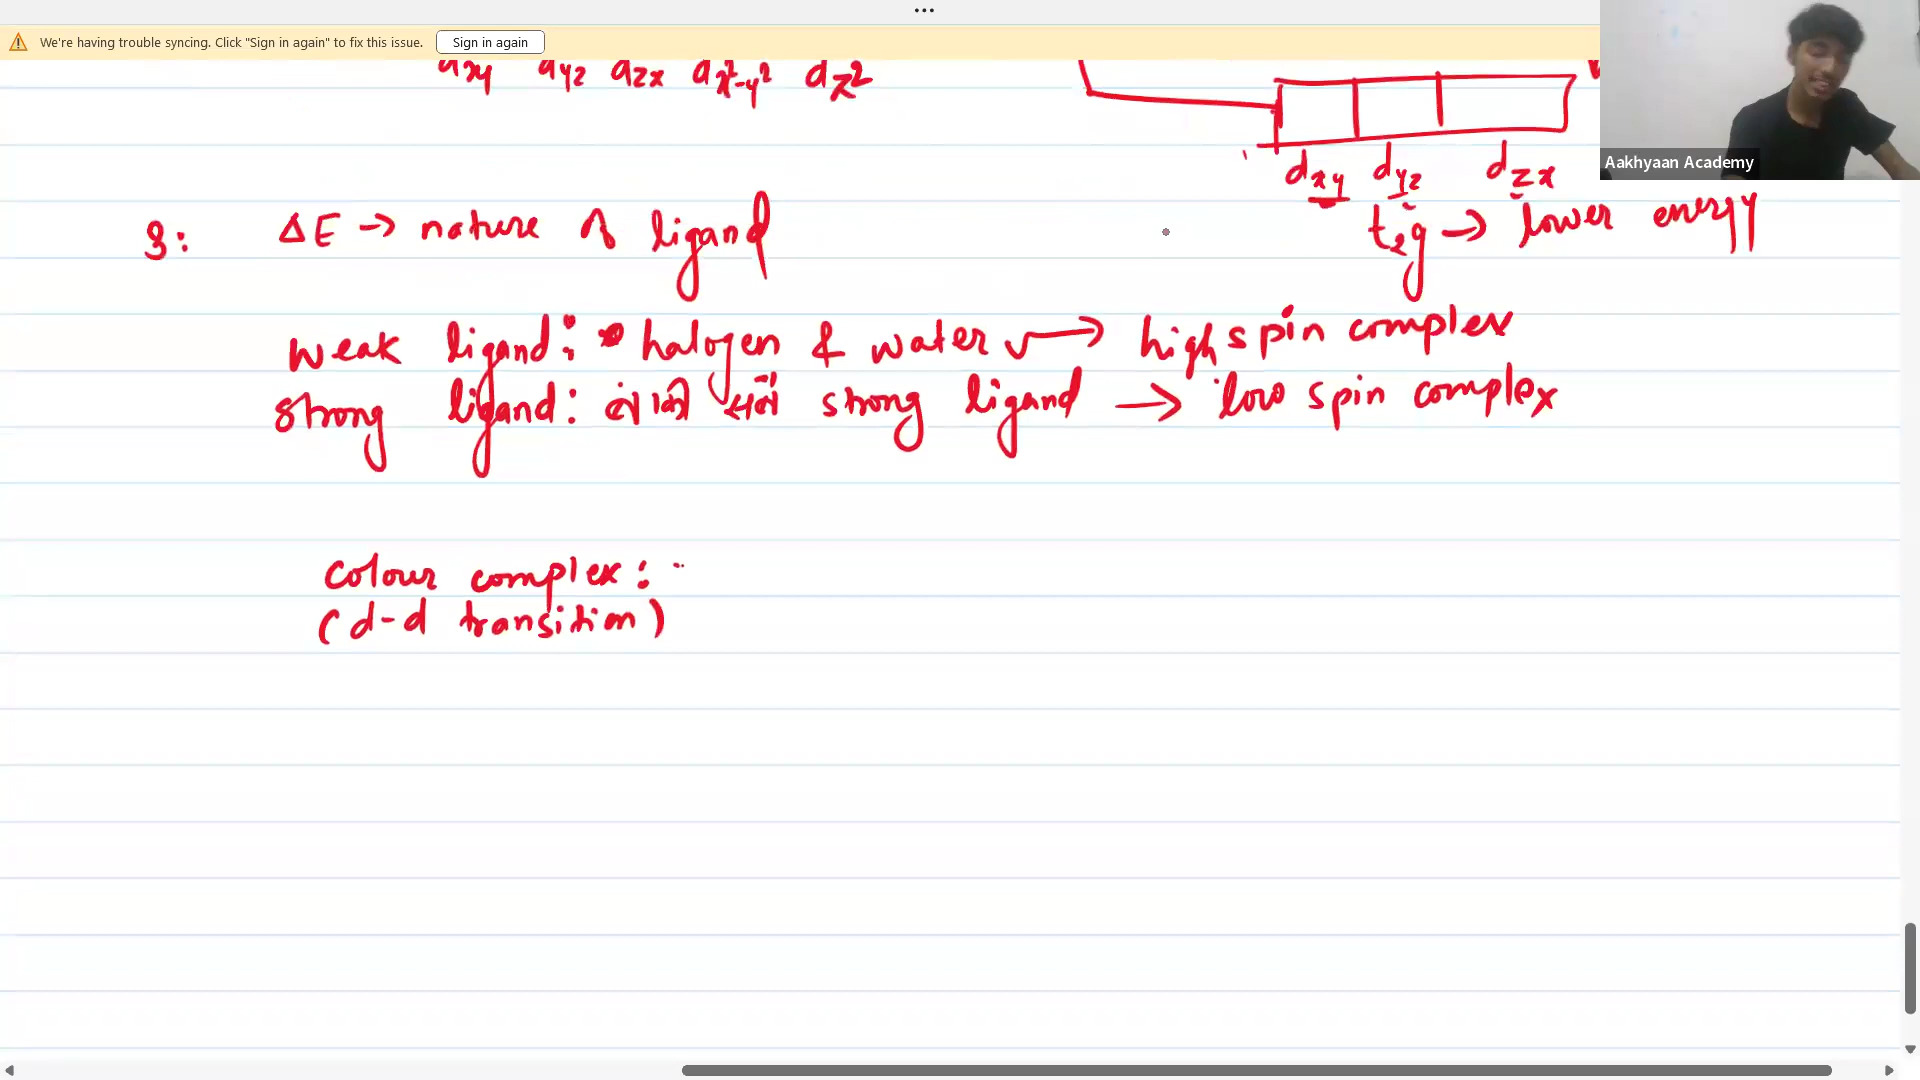 ...
We're having trouble syncing. Click "Sign in again" to fix this issue. Sign in again
dxy dyz dzx dx²-y² dz²
dxy dyz dzx
Aakhyaan Academy
t2g → lower energy
3: ΔE → nature of ligand
weak ligand: halogen & water → high spin complex
strong ligand: strong ligand → low spin complex
colour complex:
(d-d transition)